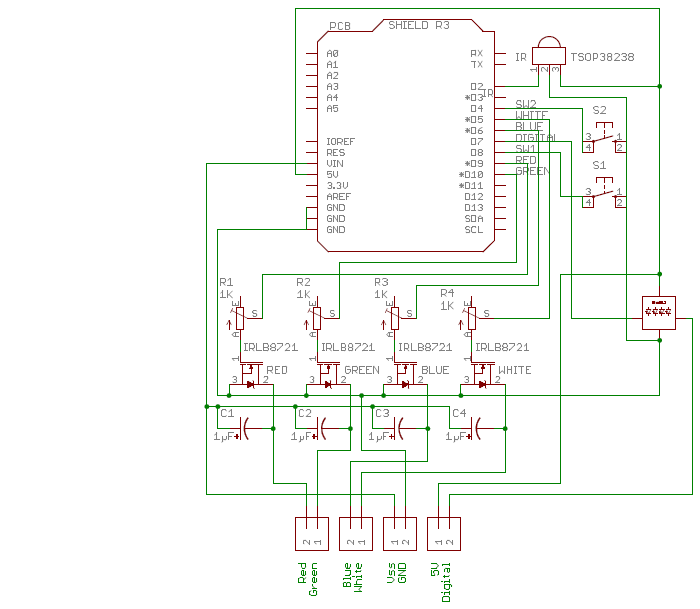 PCB
SHIELD R3
A0
A1
A2
A3
A4
A5
IOREF
RES
VIN
5V
3.3V
AREF
GND
GND
GND
RX
TX
D2
*D3
D4
*D5
*D6
D7
D8
*D9
*D10
*D11
D12
D13
SDA
SCL
IR
SW2
WHITE
BLUE
DIGITAL
SW1
RED
GREEN
IR
TSOP38238
1
2
3
S2
3
1
4
2
S1
3
1
4
2
R1
1K
E
S
A
R2
1K
E
S
A
R3
1K
E
S
A
R4
1K
E
S
A
IRLB8721
1
3
2
RED
IRLB8721
1
3
2
GREEN
IRLB8721
1
3
2
BLUE
IRLB8721
1
3
2
WHITE
C1
1µF+
C2
1µF+
C3
1µF+
C4
1µF+
2
1
2
1
1
2
1
2
Red
Green
Blue
White
Vss
GND
5V
Digital